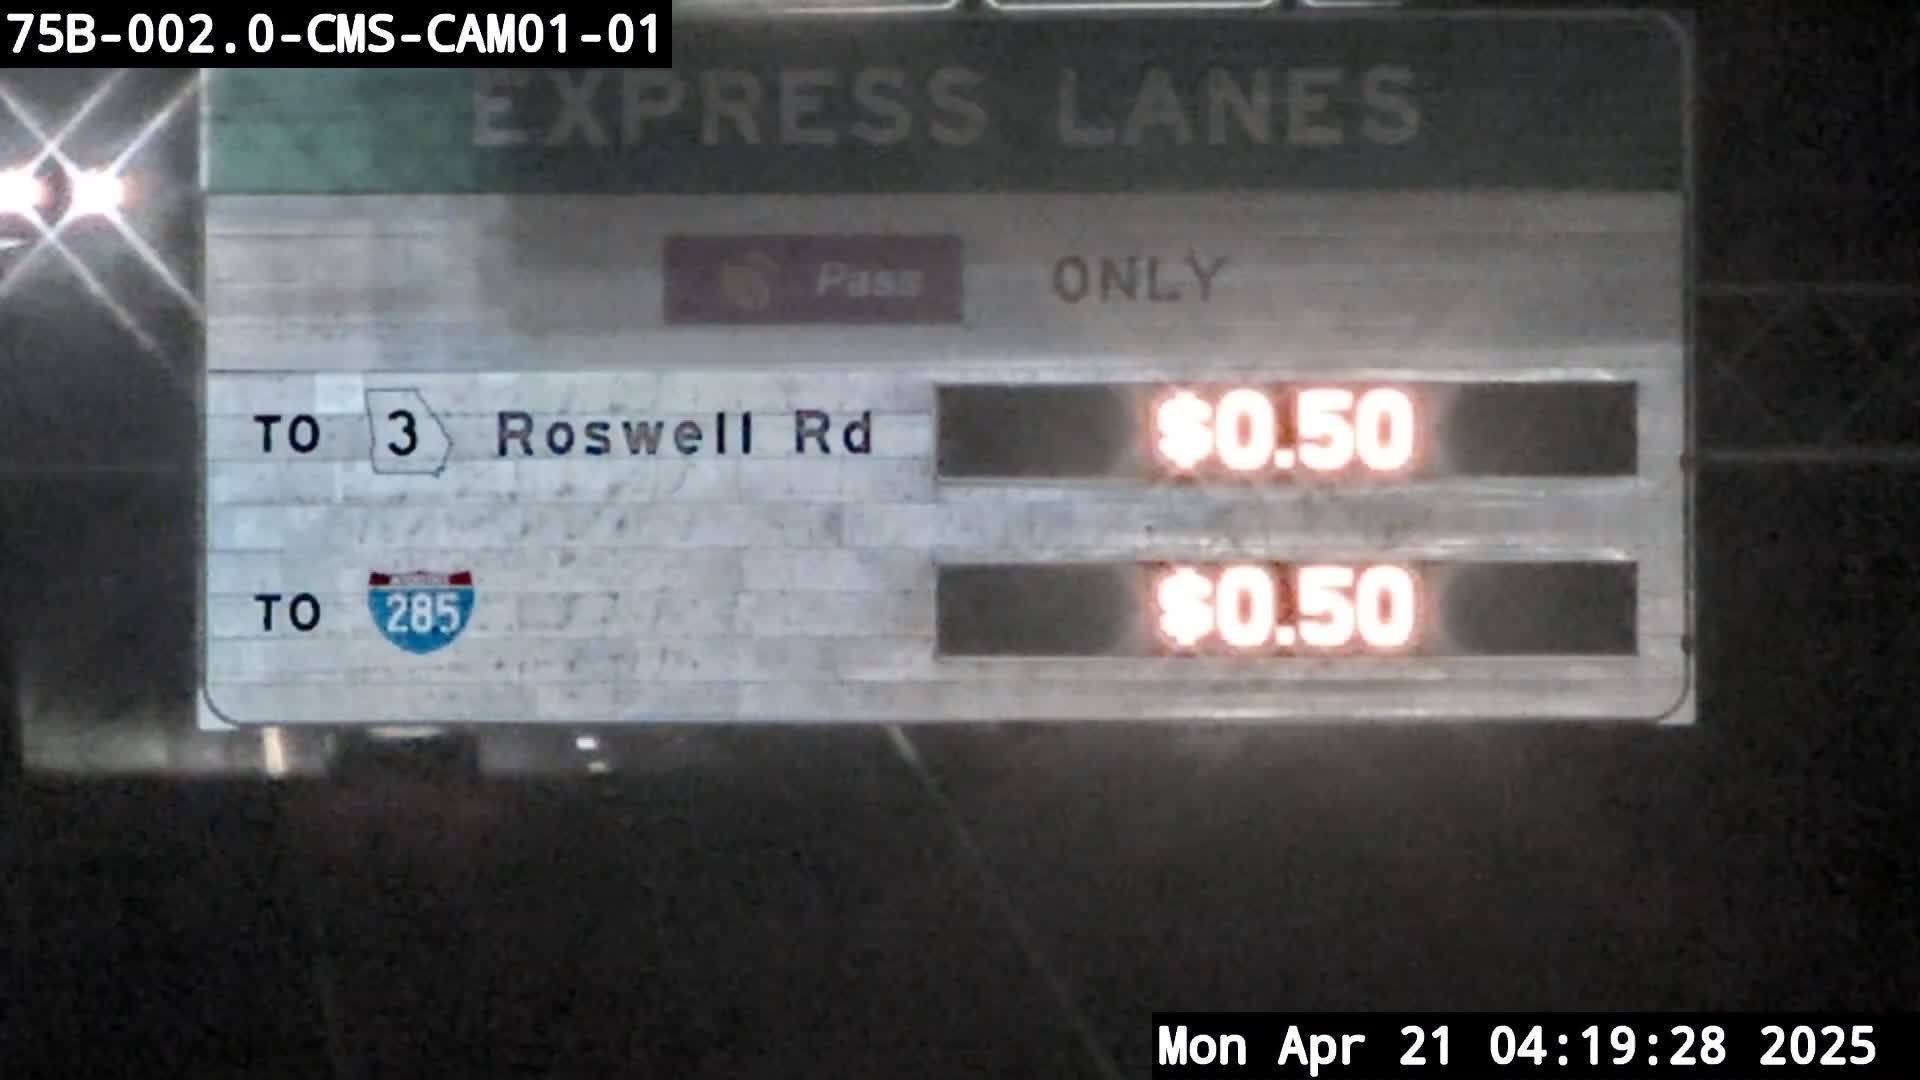 75B-002.0-CMS-CAM01-01
EXPRESS LANES
Pass ONLY
TO 3 Roswell Rd $0.50
TO 285 $0.50
Mon Apr 21 04:19:28 2025